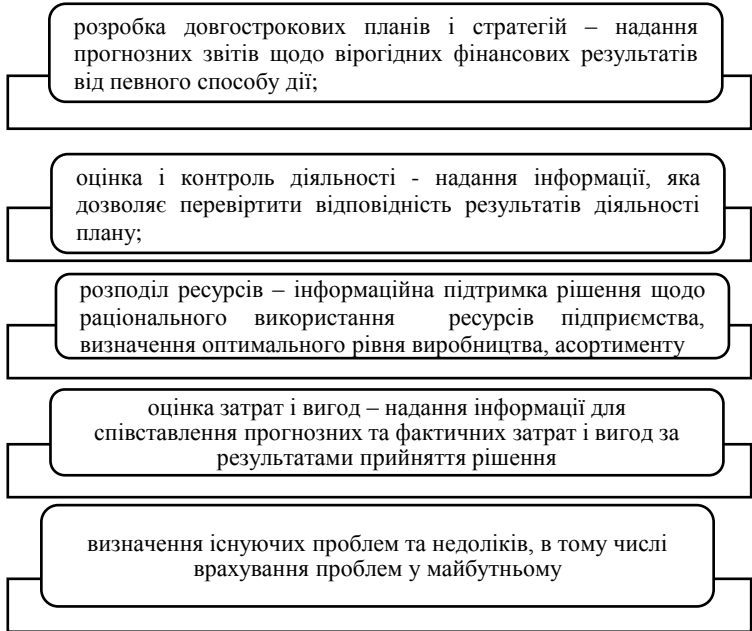 розробка довгострокових планів і стратегій – надання
прогнозних звітів щодо вірогідних фінансових результатів
від певного способу дії;
оцінка і контроль діяльності - надання інформації, яка
дозволяє перевіртити відповідність результатів діяльності
плану;
розподіл ресурсів – інформаційна підтримка рішення щодо
раціонального використання ресурсів підприємства,
визначення оптимального рівня виробництва, асортименту
оцінка затрат і вигод – надання інформації для
співставлення прогнозних та фактичних затрат і вигод за
результатами прийняття рішення
визначення існуючих проблем та недоліків, в тому числі
врахування проблем у майбутньому